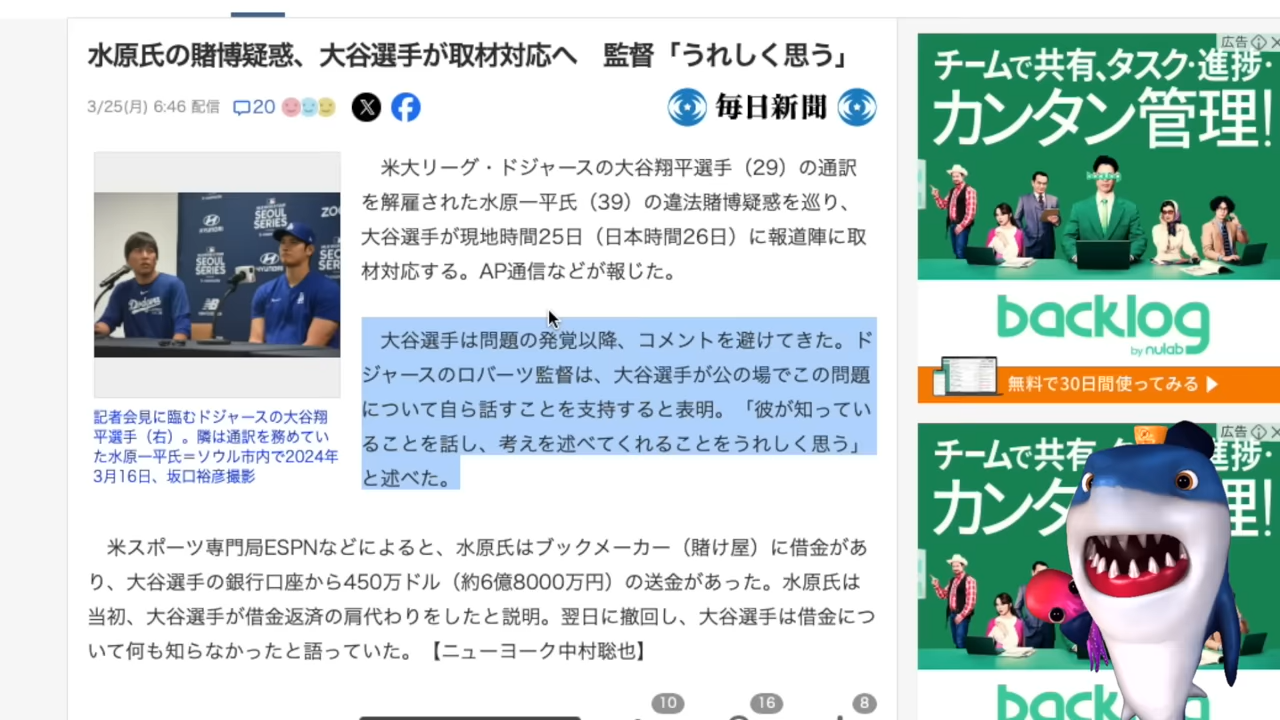 水原氏の賭博疑惑、大谷選手が取材対応へ　監督「うれしく思う」
3/25(月) 6:46 配信 20
毎日新聞
米大リーグ・ドジャースの大谷翔平選手（29）の通訳
を解雇された水原一平氏（39）の違法賭博疑惑を巡り、
大谷選手が現地時間25日（日本時間26日）に報道陣に取
材対応する。AP通信などが報じた。
大谷選手は問題の発覚以降、コメントを避けてきた。ド
ジャースのロバーツ監督は、大谷選手が公の場でこの問題
について自ら話すことを支持すると表明。「彼が知ってい
ることを話し、考えを述べてくれることをうれしく思う」
と述べた。
SEOUL
SERIES
HYUNDAI
Dodgers
記者会見に臨むドジャースの大谷翔
平選手（右）。隣は通訳を務めてい
た水原一平氏＝ソウル市内で2024年
3月16日、坂口裕彦撮影
米スポーツ専門局ESPNなどによると、水原氏はブックメーカー（賭け屋）に借金があ
り、大谷選手の銀行口座から450万ドル（約6億8000万円）の送金があった。水原氏は
当初、大谷選手が借金返済の肩代わりをしたと説明。翌日に撤回し、大谷選手は借金につ
いて何も知らなかったと語っていた。【ニューヨーク中村聡也】
10 16 8
広告
チームで共有、タスク・進捗・
カンタン管理!
backlog
by nulab
無料で30日間使ってみる
広告
チームで共有、 進捗・
カンタ 理!
back